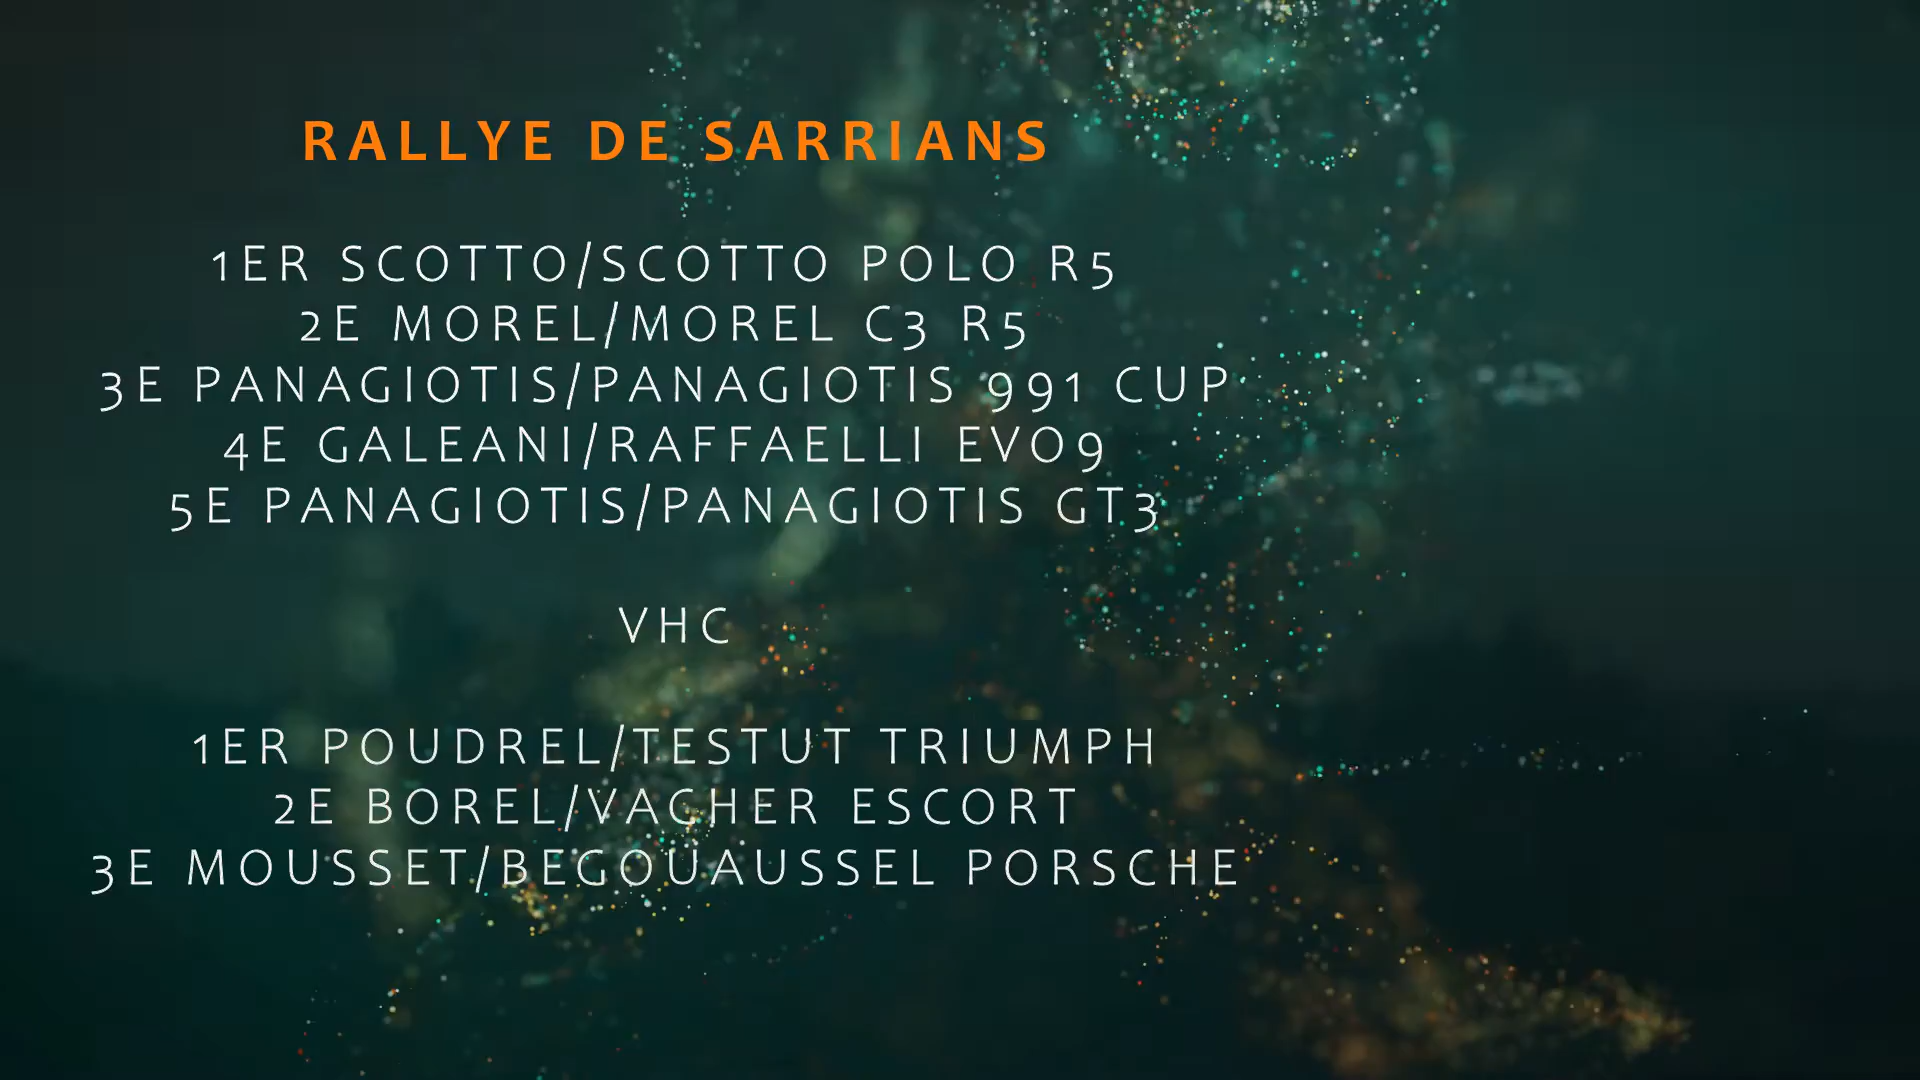 RALLYE DE SARRIANS
1ER SCOTTO/SCOTTO POLO R5
2E MOREL/MOREL C3 R5
3E PANAGIOTIS/PANAGIOTIS 991 CUP
4E GALEANI/RAFFAELLI EVO9
5E PANAGIOTIS/PANAGIOTIS GT3
VHC
1ER POUDREL/TESTUT TRIUMPH
2E BOREL/VACHER ESCORT
3E MOUSSET/BEGOUAUSSEL PORSCHE